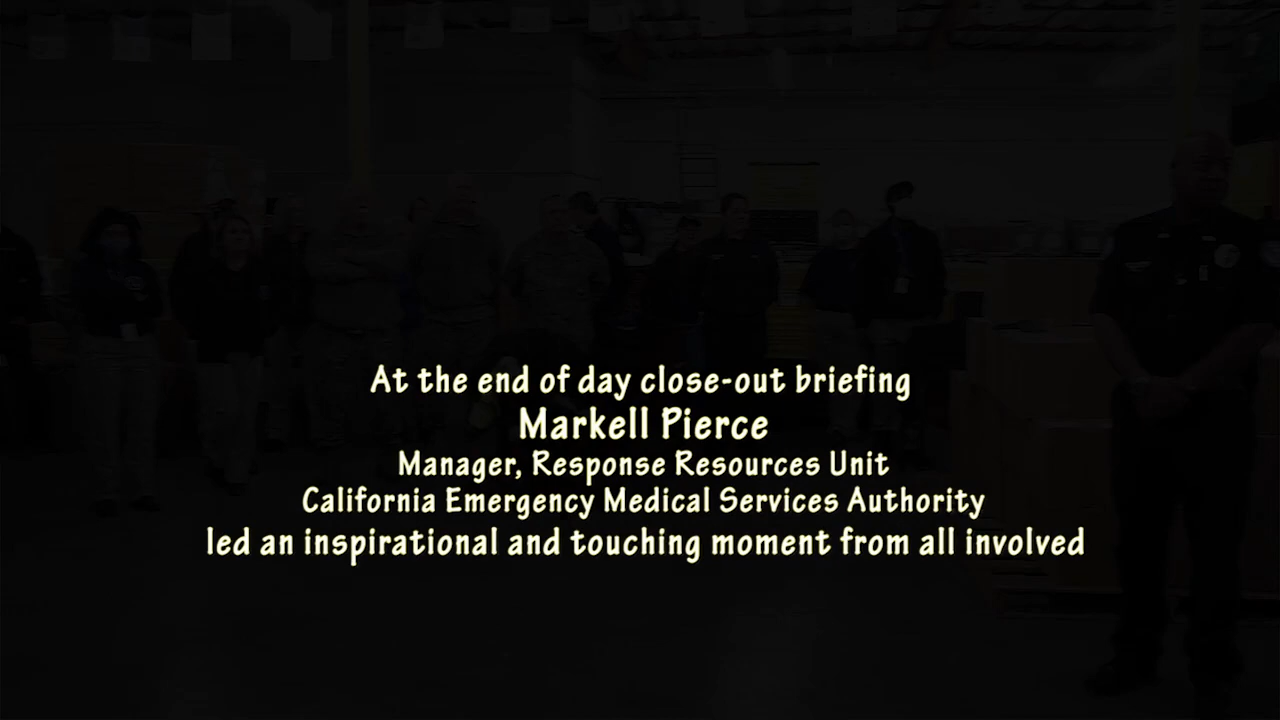 At the end of day close-out briefing
Markell Pierce
Manager, Response Resources Unit
California Emergency Medical Services Authority
led an inspirational and touching moment from all involved